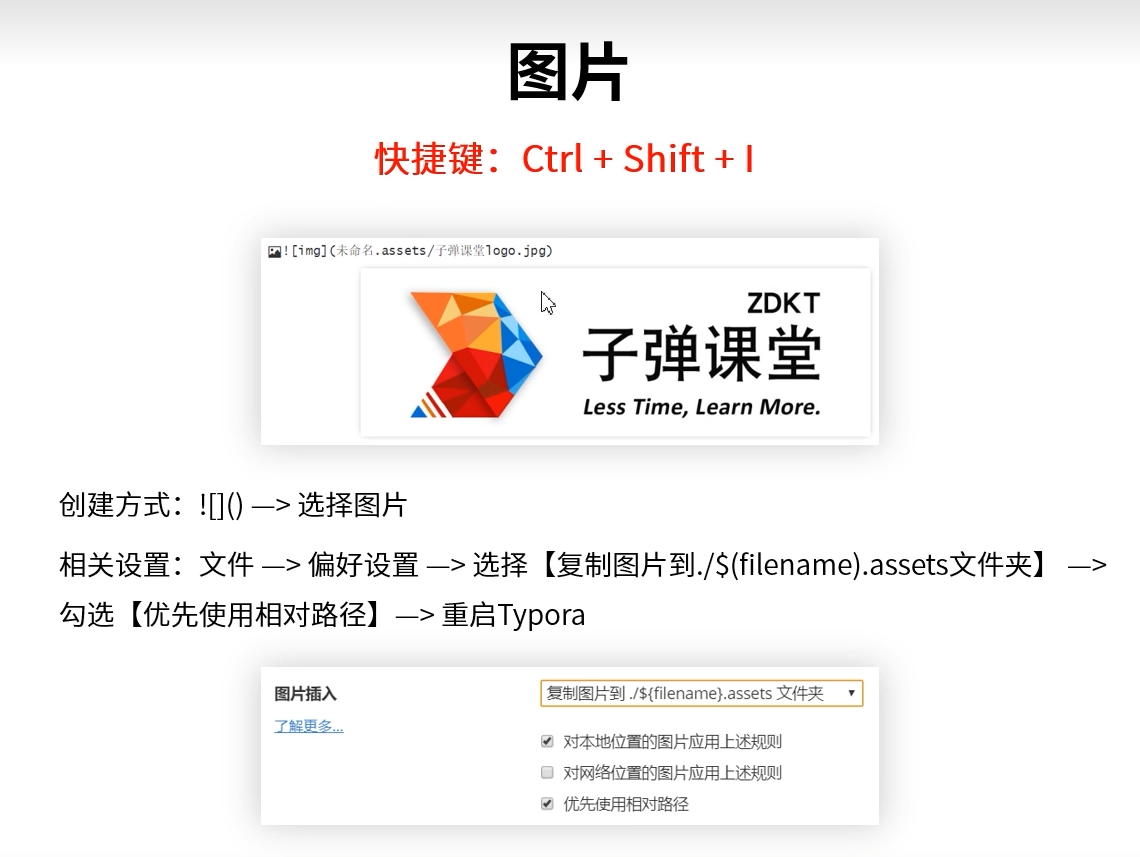 图片
快捷键：Ctrl + Shift + I
![img](未命名.assets/子弹课堂logo.jpg)
ZDKT
子弹课堂
Less Time, Learn More.
创建方式：![]() —> 选择图片
相关设置：文件 —> 偏好设置 —> 选择【复制图片到./$(filename).assets文件夹】 —>
勾选【优先使用相对路径】—> 重启Typora
图片插入
复制图片到 ./${filename}.assets 文件夹
了解更多...
对本地位置的图片应用上述规则
对网络位置的图片应用上述规则
优先使用相对路径